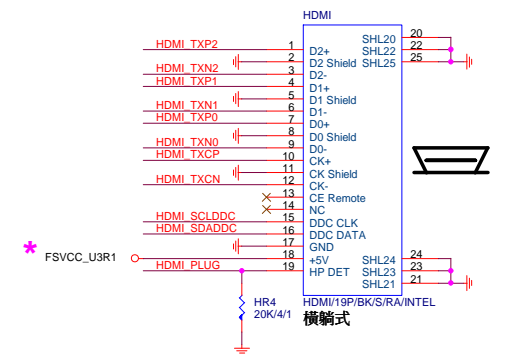 HDMI
HDMI_TXP2 1 D2+ SHL20 20
2 D2 Shield SHL22 22
HDMI_TXN2 3 D2- SHL25 25
HDMI_TXP1 4 D1+
5 D1 Shield
HDMI_TXN1 6 D1-
HDMI_TXP0 7 D0+
8 D0 Shield
HDMI_TXN0 9 D0-
HDMI_TXCP 10 CK+
11 CK Shield
HDMI_TXCN 12 CK-
13 CE Remote
14 NC
HDMI_SCLDDC 15 DDC CLK
HDMI_SDADDC 16 DDC DATA
17 GND
* FSVCC_U3R1 18 +5V SHL24 24
HDMI_PLUG 19 HP DET SHL23 23
SHL21 21
HR4 HDMI/19P/BK/S/RA/INTEL
20K/4/1 橫躺式